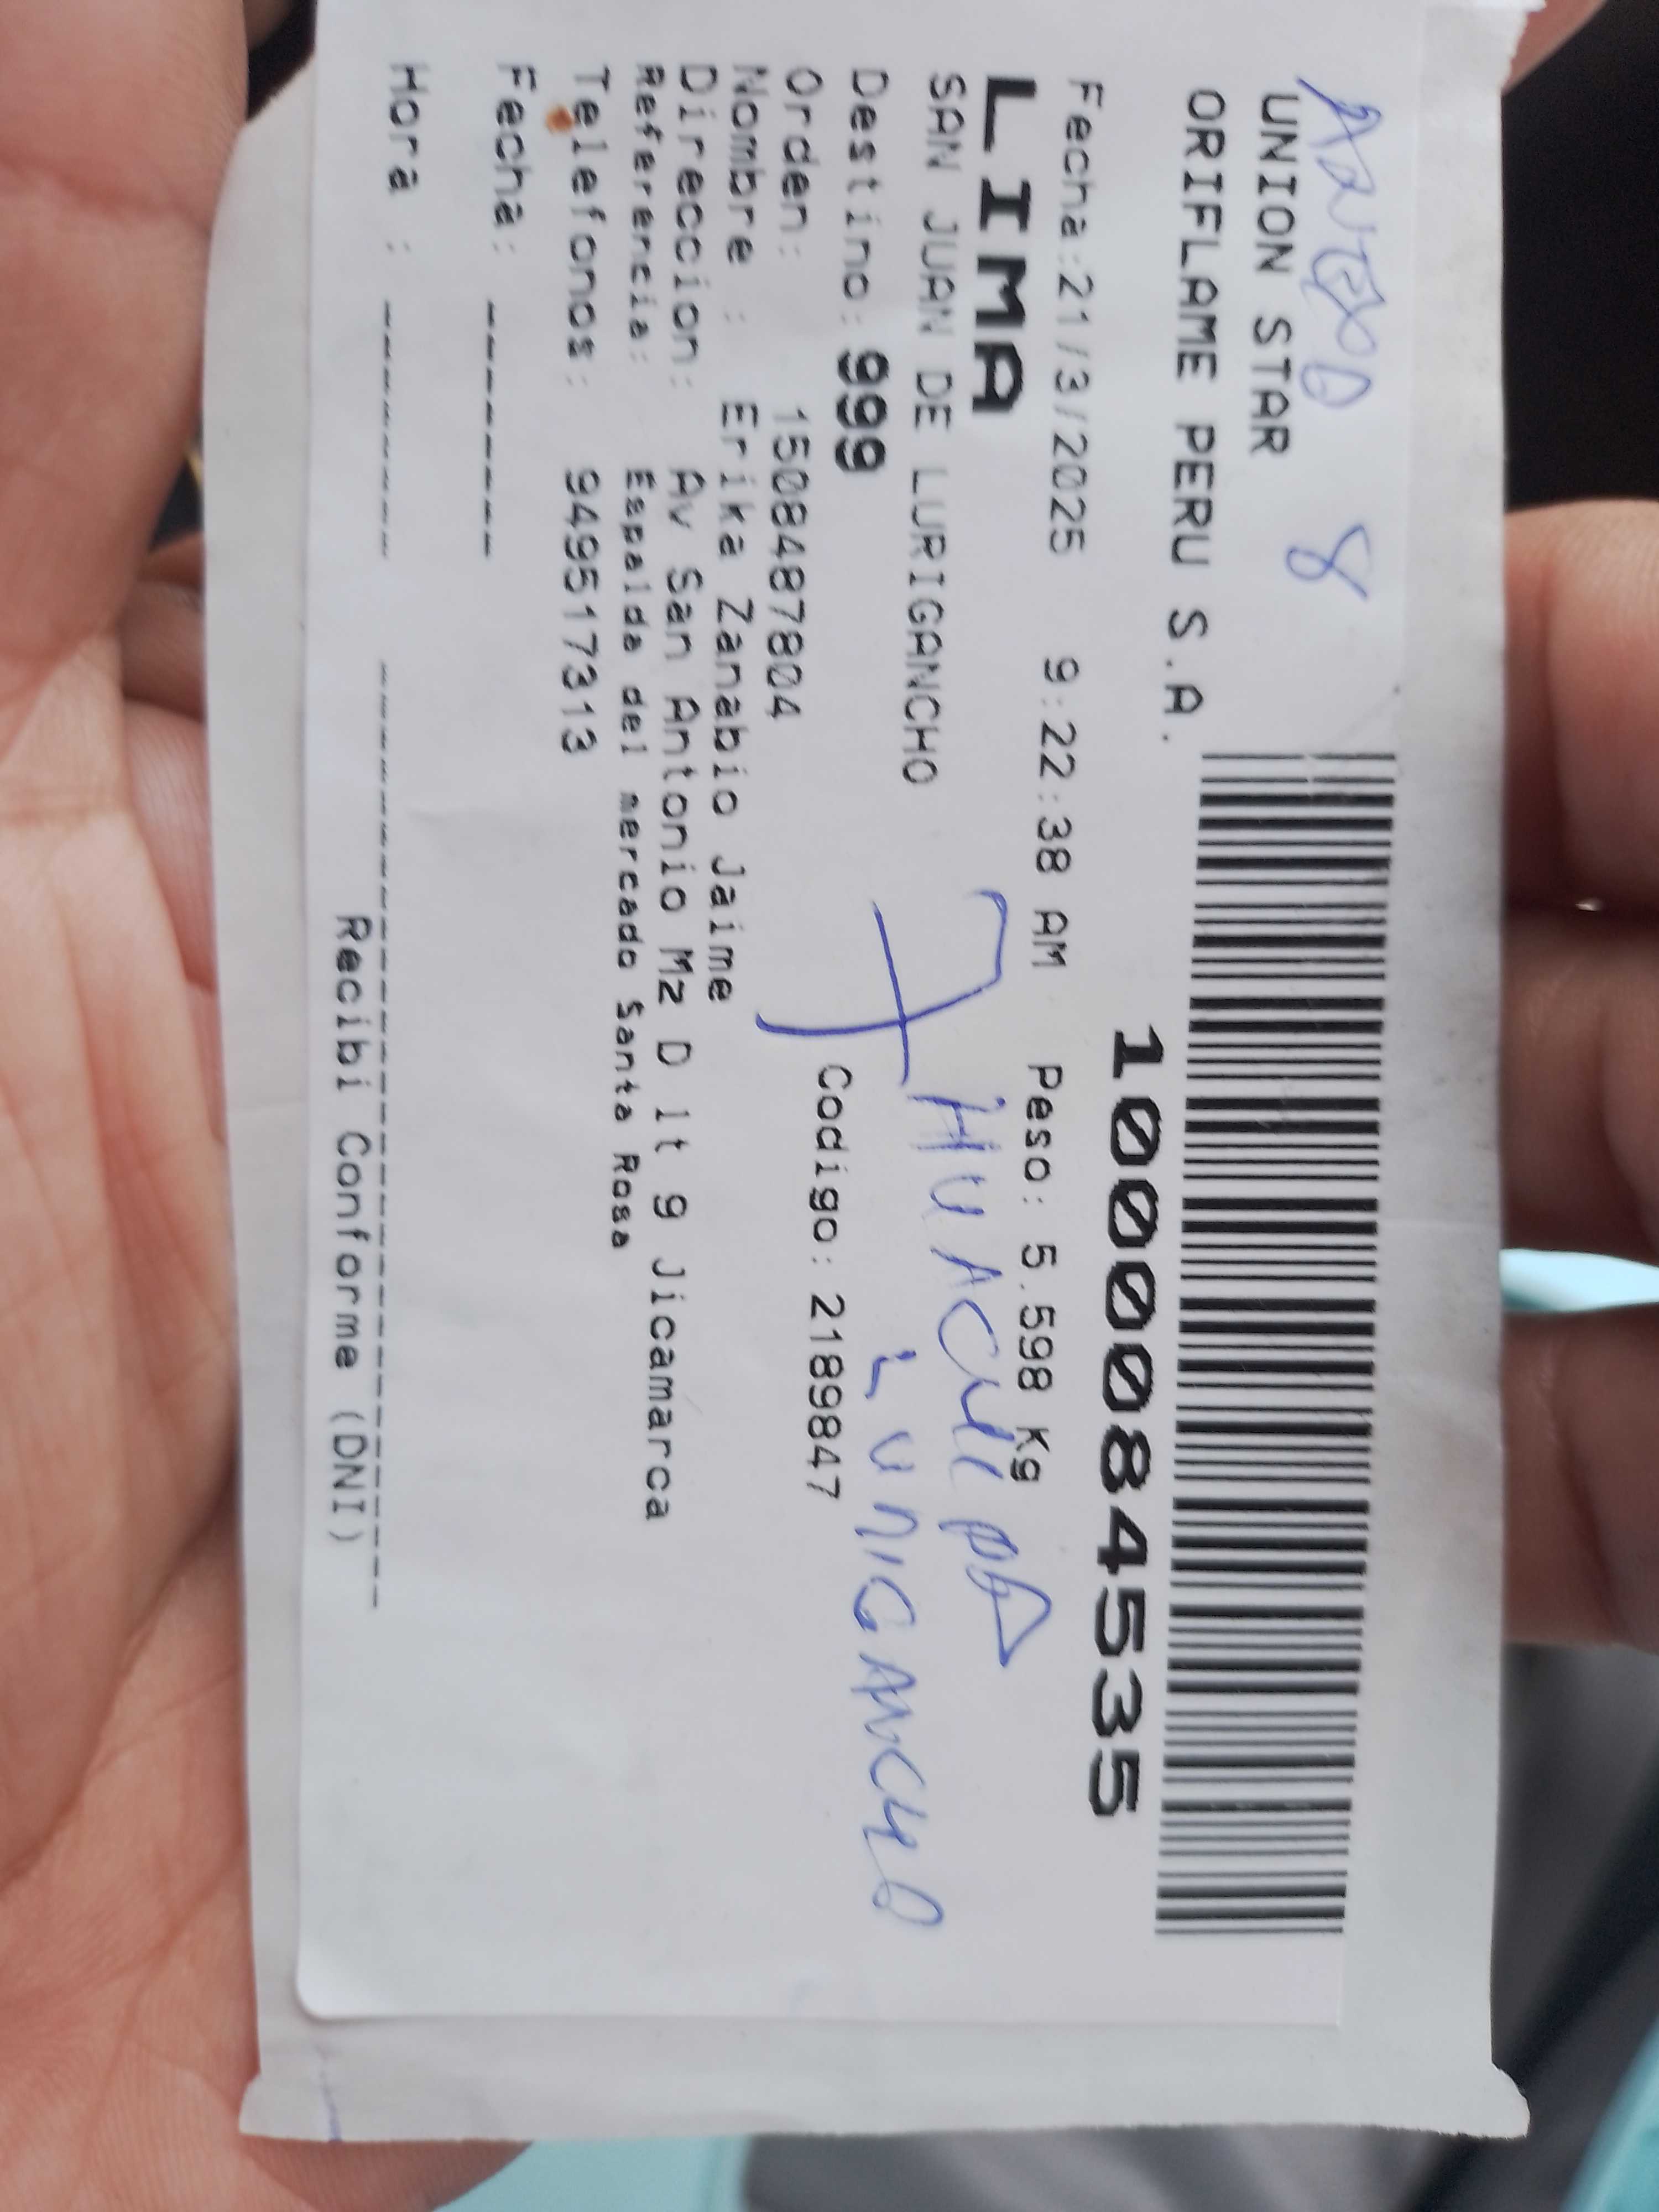 ANEXO 8
UNION STAR
ORIFLAME PERU S.A.
1000084535
Fecha:21/3/2025 9:22:38 AM Peso: 5.598 Kg
LIMA
HUACHIPA
SAN JUAN DE LURIGANCHO
LURIGANCHO
Destino: 999
Codigo: 2189847
Orden: 1508487804
Nombre : Erika Zanabio Jaime
Direccion: Av San Antonio Mz D lt 9 Jicamarca
Referencia: Espalda del mercado Santa Rosa
Telefonos: 949517313
Fecha: ------
Hora : ------
Recibi Conforme (DNI)